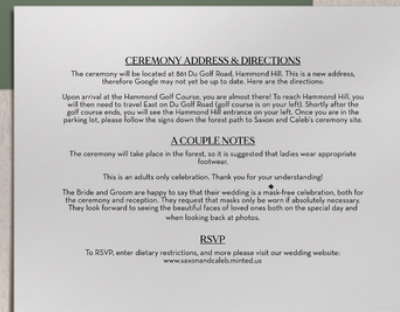 CEREMONY ADDRESS & DIRECTIONS
The ceremony will be located at 861 Du Golf Road, Hammond Hill. This is a new address,
therefore Google may not yet be up to date. Here are the directions:
Upon arrival at the Hammond Golf Course, you are almost there! To reach Hammond Hill, you
will then need to travel East on Du Golf Road (golf course is on your left). Shortly after the
golf course ends, you will see the Hammond Hill entrance on your left. Once you are in the
parking lot, please follow the signs down the forest path to Saxon and Caleb's ceremony site.
A COUPLE NOTES
The ceremony will take place in the forest, so it is suggested that ladies wear appropriate
footwear.
This is an adults only celebration. Thank you for your understanding!
The Bride and Groom are happy to say that their wedding is a mask-free celebration, both for
the ceremony and reception. They request that masks only be worn if absolutely necessary.
They look forward to seeing the beautiful faces of loved ones both on the special day and
when looking back at photos.
RSVP
To RSVP, enter dietary restrictions, and more please visit our wedding website:
www.saxonandcaleb.minted.us